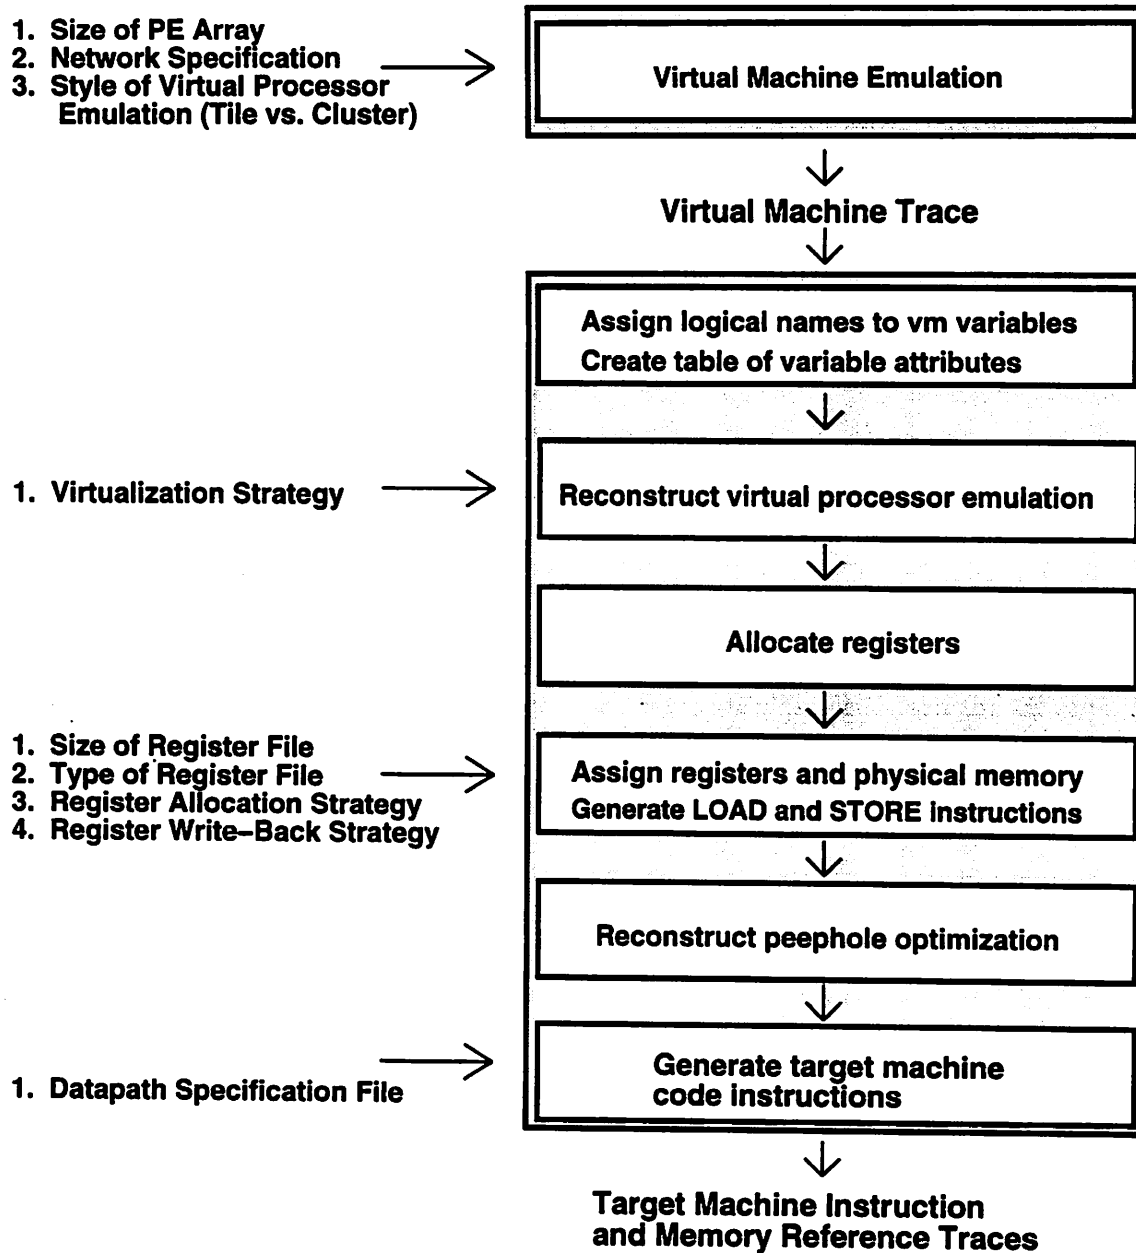 1. Size of PE Array
2. Network Specification
3. Style of Virtual Processor
Emulation (Tile vs. Cluster)
Virtual Machine Emulation
Virtual Machine Trace
Assign logical names to vm variables
Create table of variable attributes
1. Virtualization Strategy
Reconstruct virtual processor emulation
Allocate registers
1. Size of Register File
2. Type of Register File
3. Register Allocation Strategy
4. Register Write–Back Strategy
Assign registers and physical memory
Generate LOAD and STORE instructions
Reconstruct peephole optimization
1. Datapath Specification File
Generate target machine
code instructions
Target Machine Instruction
and Memory Reference Traces